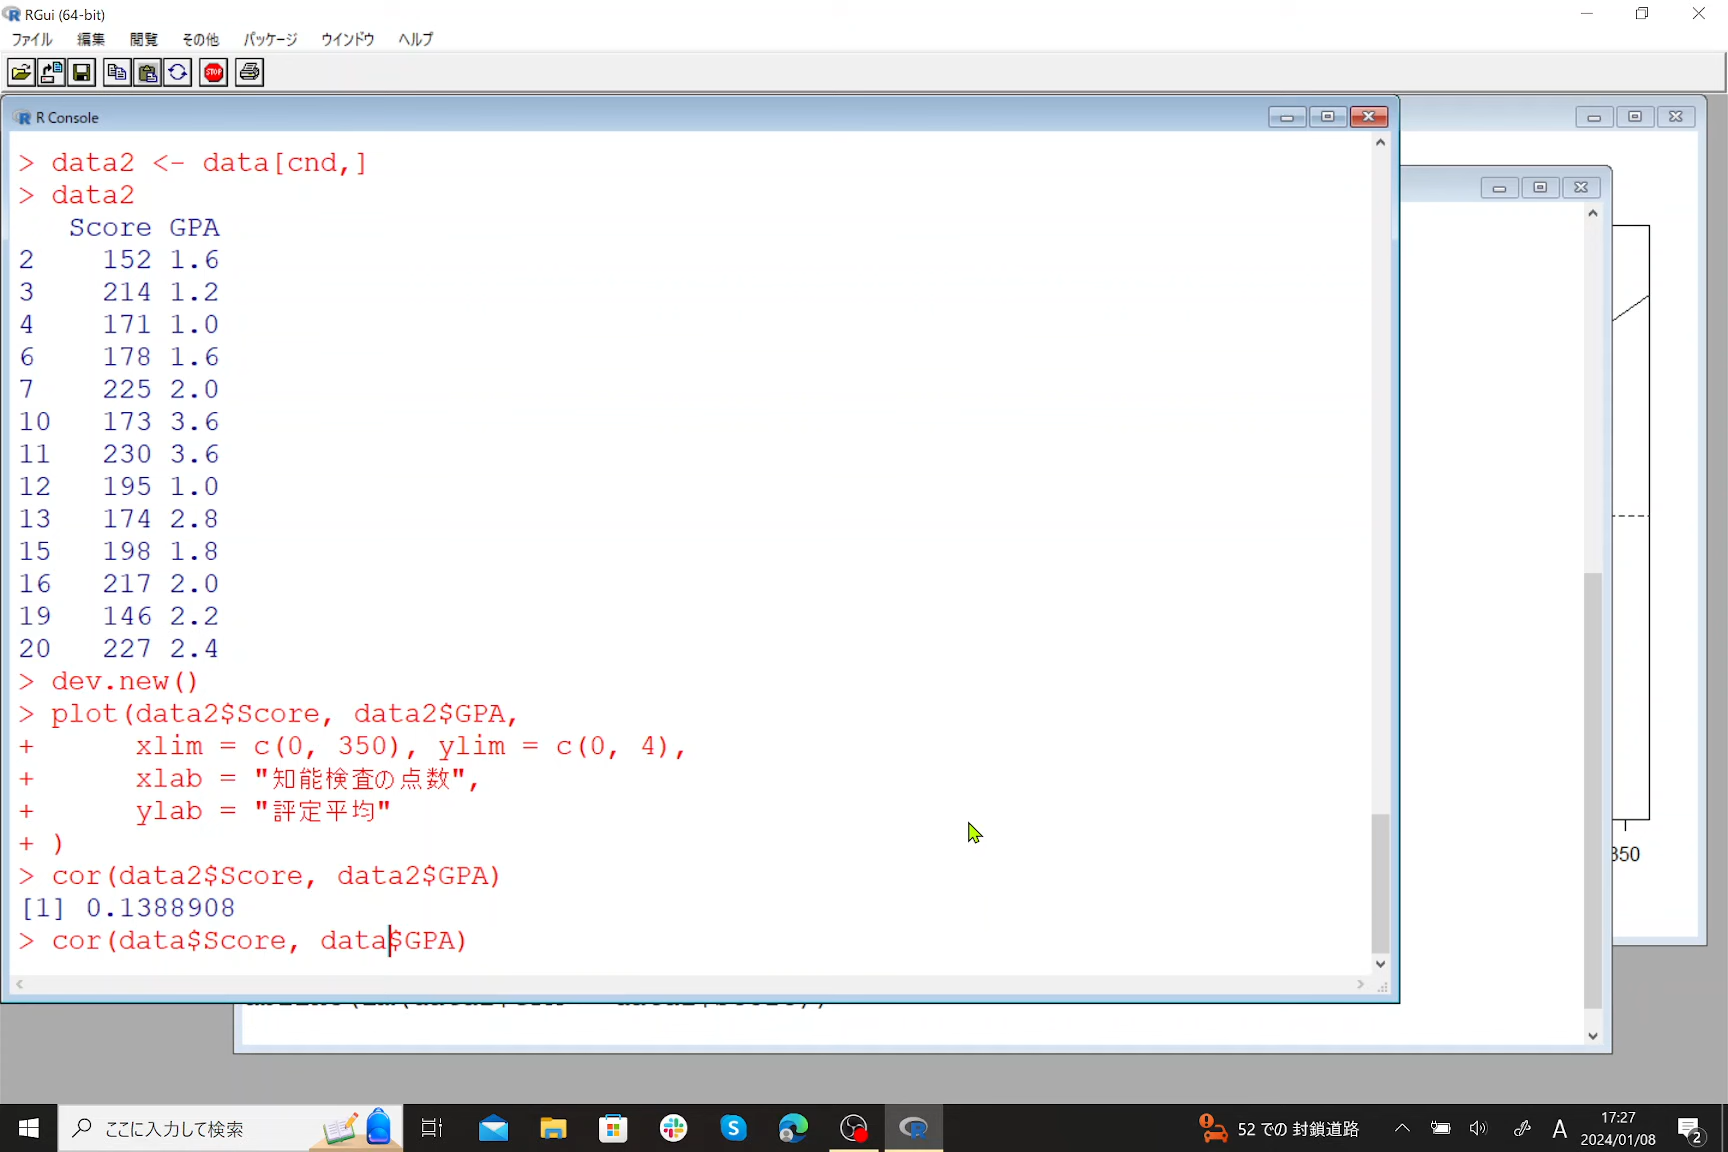 RGui (64-bit)
ファイル 編集 閲覧 その他 パッケージ ウインドウ ヘルプ
STOP
R Console
> data2 <- data[cnd,]
> data2
   Score GPA
2    152 1.6
3    214 1.2
4    171 1.0
6    178 1.6
7    225 2.0
10   173 3.6
11   230 3.6
12   195 1.0
13   174 2.8
15   198 1.8
16   217 2.0
19   146 2.2
20   227 2.4
> dev.new()
> plot(data2$Score, data2$GPA,
+      xlim = c(0, 350), ylim = c(0, 4),
+      xlab = "知能検査の点数",
+      ylab = "評定平均"
+ )
> cor(data2$Score, data2$GPA)
[1] 0.1388908
> cor(data$Score, data$GPA)
350
ここに入力して検索
52 での 封鎖道路
A
17:27
2024/01/08
2